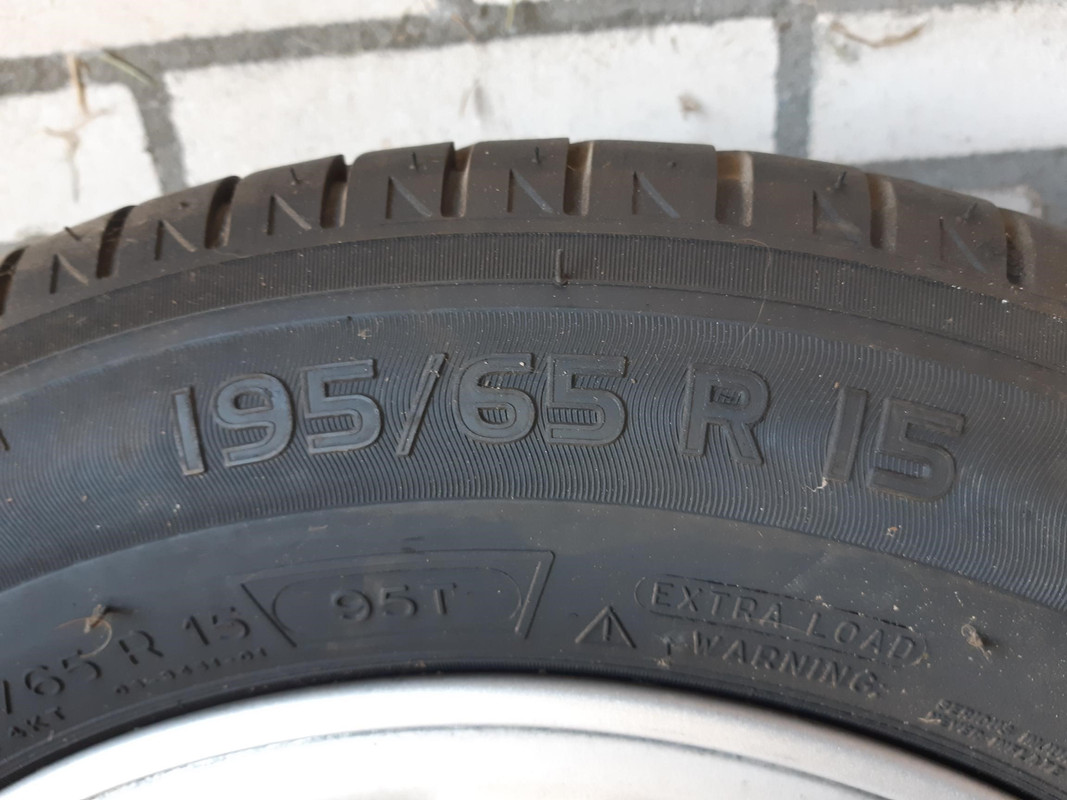 195/65 R 15
/65 R 15
95T
EXTRA LOAD
WARNING: